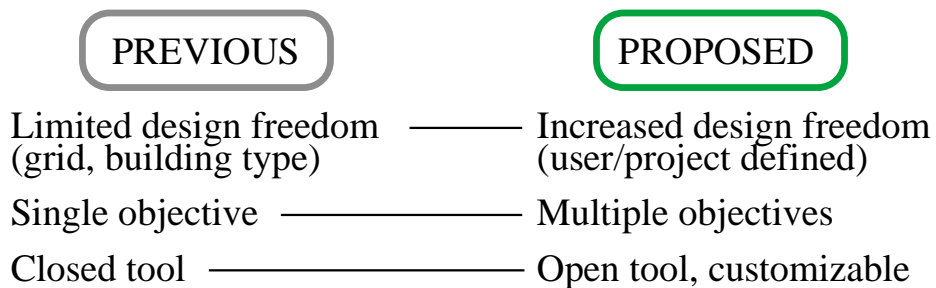 PREVIOUS PROPOSED
Limited design freedom Increased design freedom
(grid, building type) (user/project defined)
Single objective Multiple objectives
Closed tool Open tool, customizable